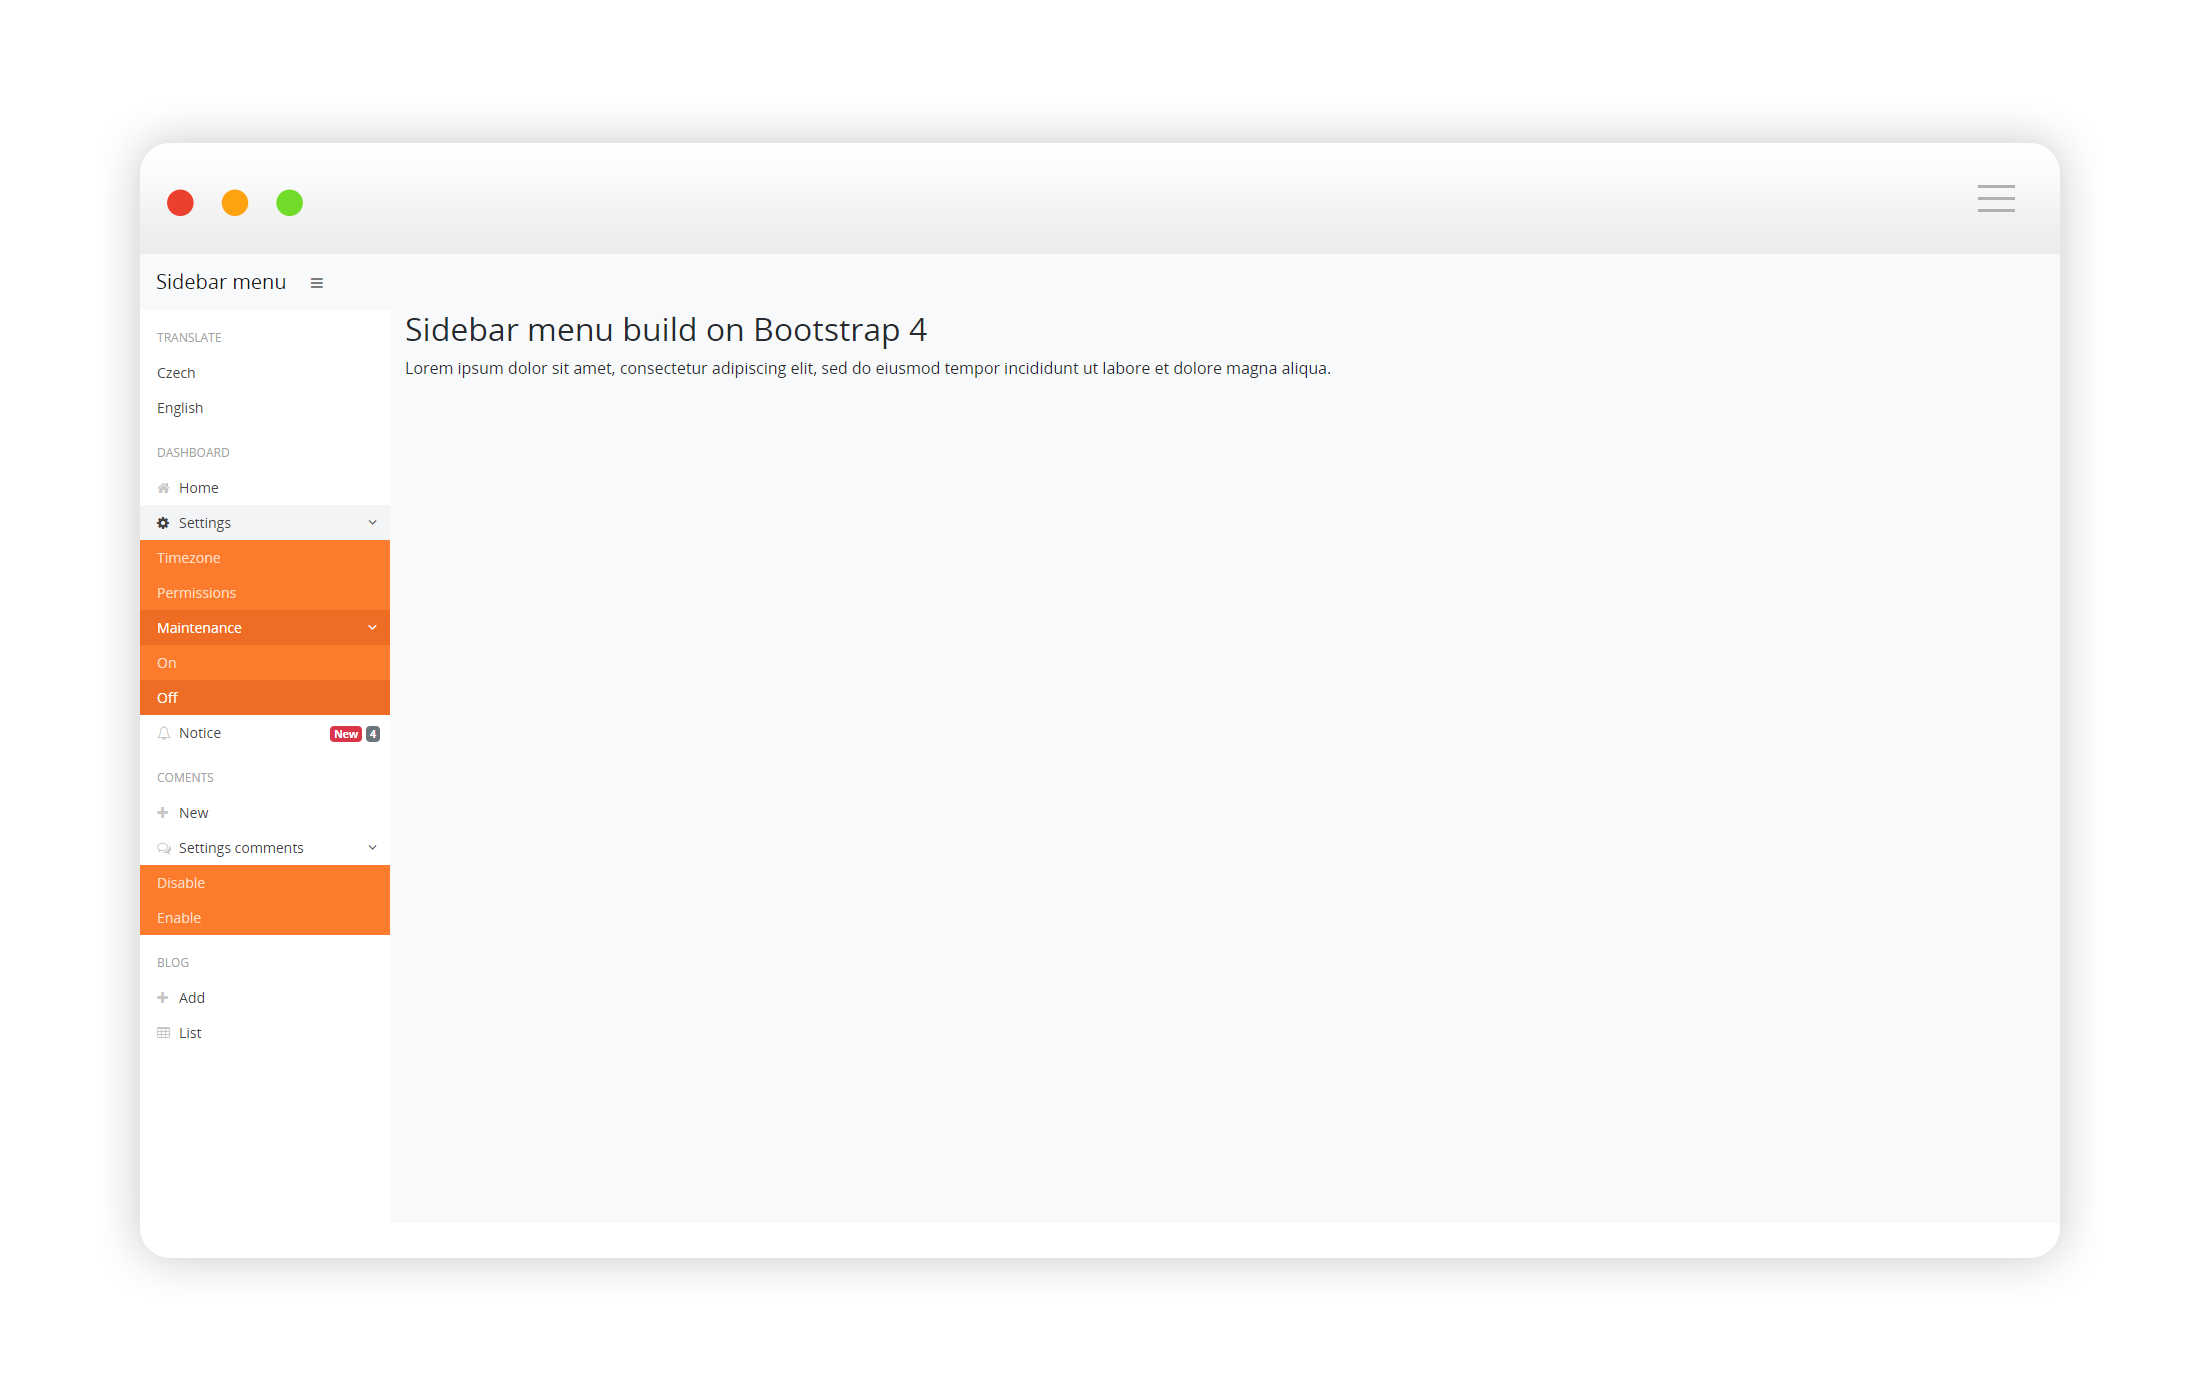 Sidebar menu
TRANSLATE
Czech
English
DASHBOARD
Home
Settings
Timezone
Permissions
Maintenance
On
Off
Notice New 4
COMENTS
New
Settings comments
Disable
Enable
BLOG
Add
List
Sidebar menu build on Bootstrap 4
Lorem ipsum dolor sit amet, consectetur adipiscing elit, sed do eiusmod tempor incididunt ut labore et dolore magna aliqua.